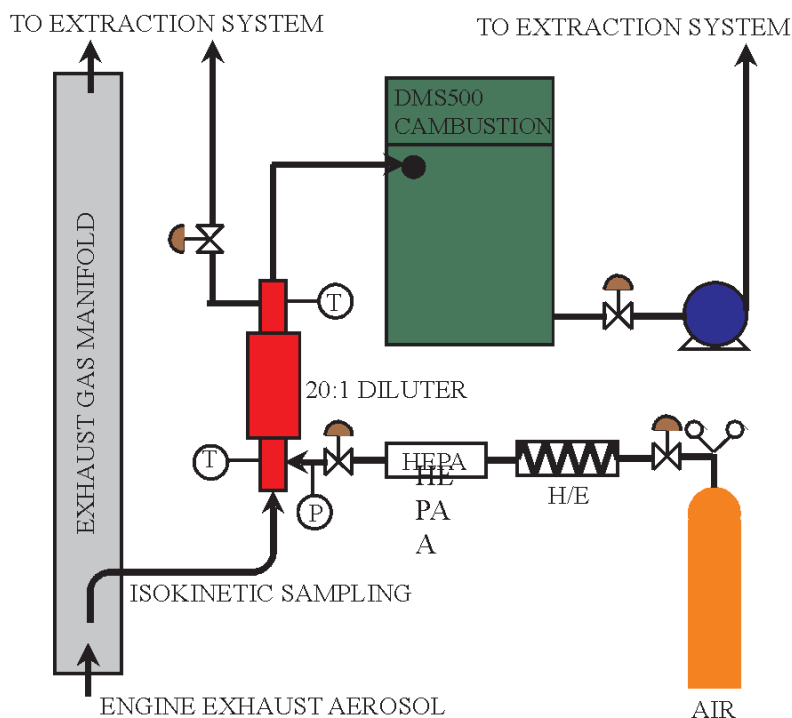 TO EXTRACTION SYSTEM
TO EXTRACTION SYSTEM
DMS500
CAMBUSTION
EXHAUST GAS MANIFOLD
T
20:1 DILUTER
T
HEPA
HE
PA
A
H/E
P
ISOKINETIC SAMPLING
ENGINE EXHAUST AEROSOL
AIR